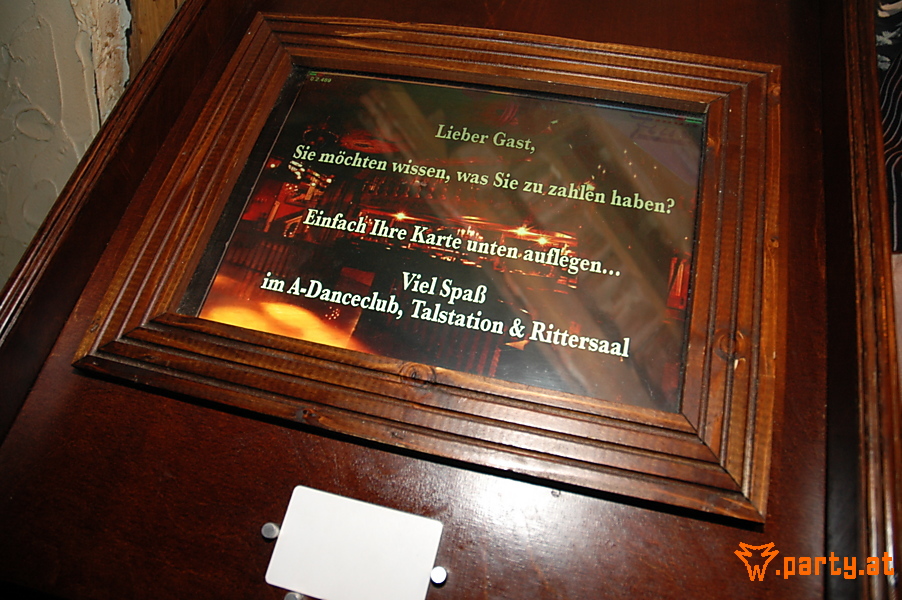 Lieber Gast,
Sie möchten wissen, was Sie zu zahlen haben?
Einfach Ihre Karte unten auflegen...
Viel Spaß
im A-Danceclub, Talstation & Rittersaal
w.party.at